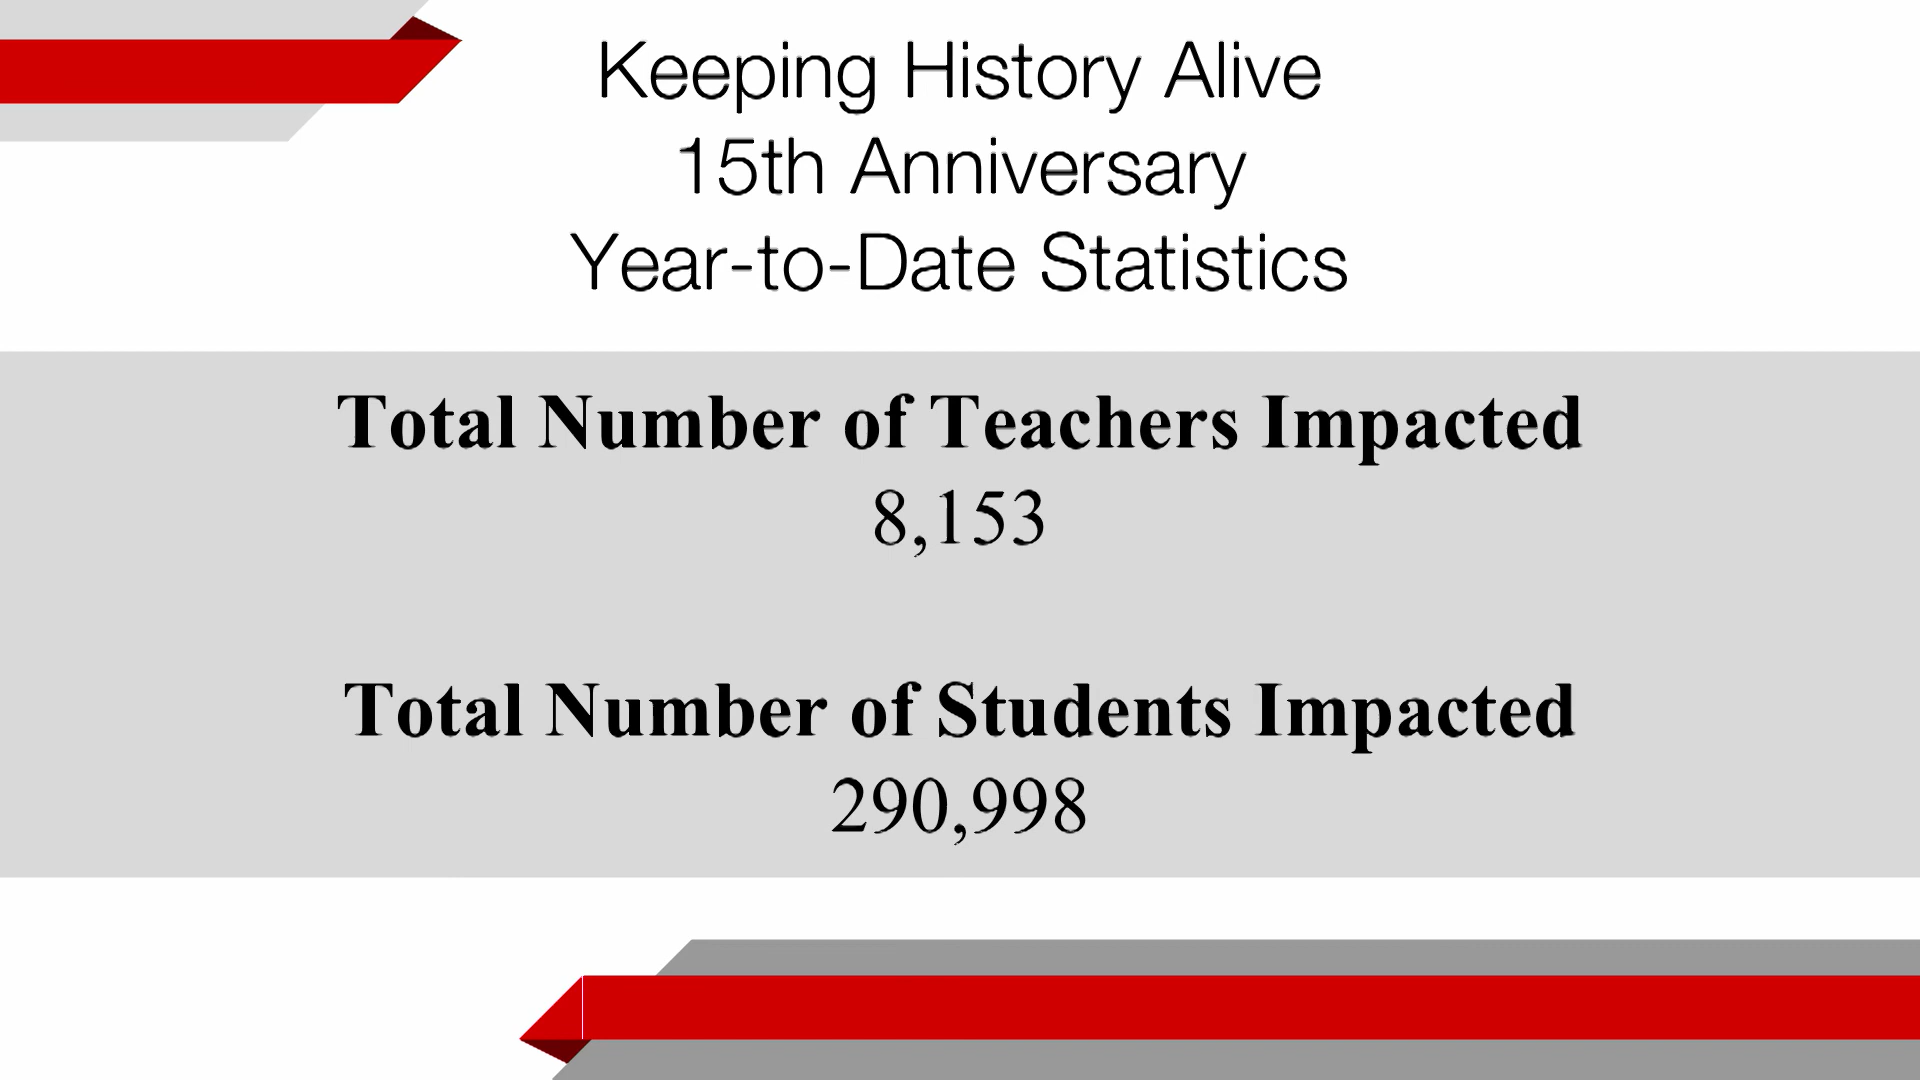 Keeping History Alive
15th Anniversary
Year-to-Date Statistics
Total Number of Teachers Impacted
8,153
Total Number of Students Impacted
290,998